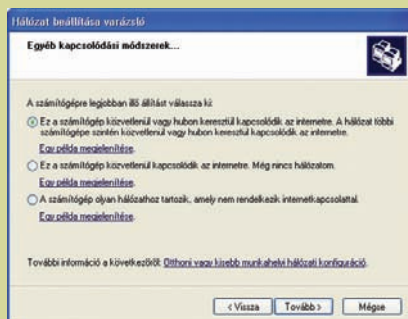 Hálózat beállítása varázsló
Egyéb kapcsolódási módszerek...
A számítógépre legjobban illő állítást válassza ki:
Ez a számítógép közvetlenül vagy hubon keresztül kapcsolódik az internetre. A hálózat többi
számítógépe szintén közvetlenül vagy hubon keresztül kapcsolódik az internetre.
Egy példa megjelenítése.
Ez a számítógép közvetlenül kapcsolódik az internetre. Még nincs hálózatom.
Egy példa megjelenítése.
A számítógép olyan hálózathoz tartozik, amely nem rendelkezik internetkapcsolattal.
Egy példa megjelenítése.
További információ a következőről: Otthoni vagy kisebb munkahelyi hálózati konfiguráció.
< Vissza Tovább > Mégse